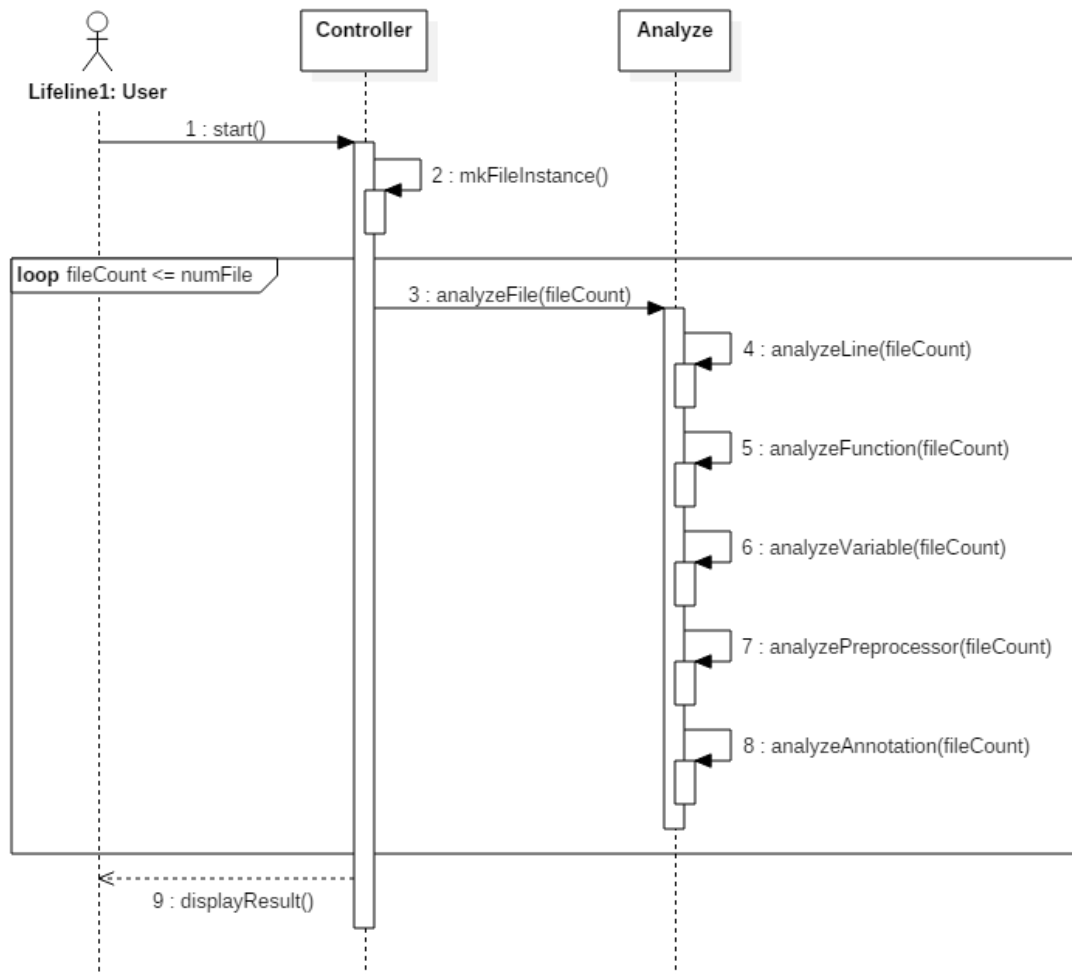 Controller
Analyze
Lifeline1: User
1 : start()
2 : mkFileInstance()
loop fileCount <= numFile
3 : analyzeFile(fileCount)
4 : analyzeLine(fileCount)
5 : analyzeFunction(fileCount)
6 : analyzeVariable(fileCount)
7 : analyzePreprocessor(fileCount)
8 : analyzeAnnotation(fileCount)
9 : displayResult()